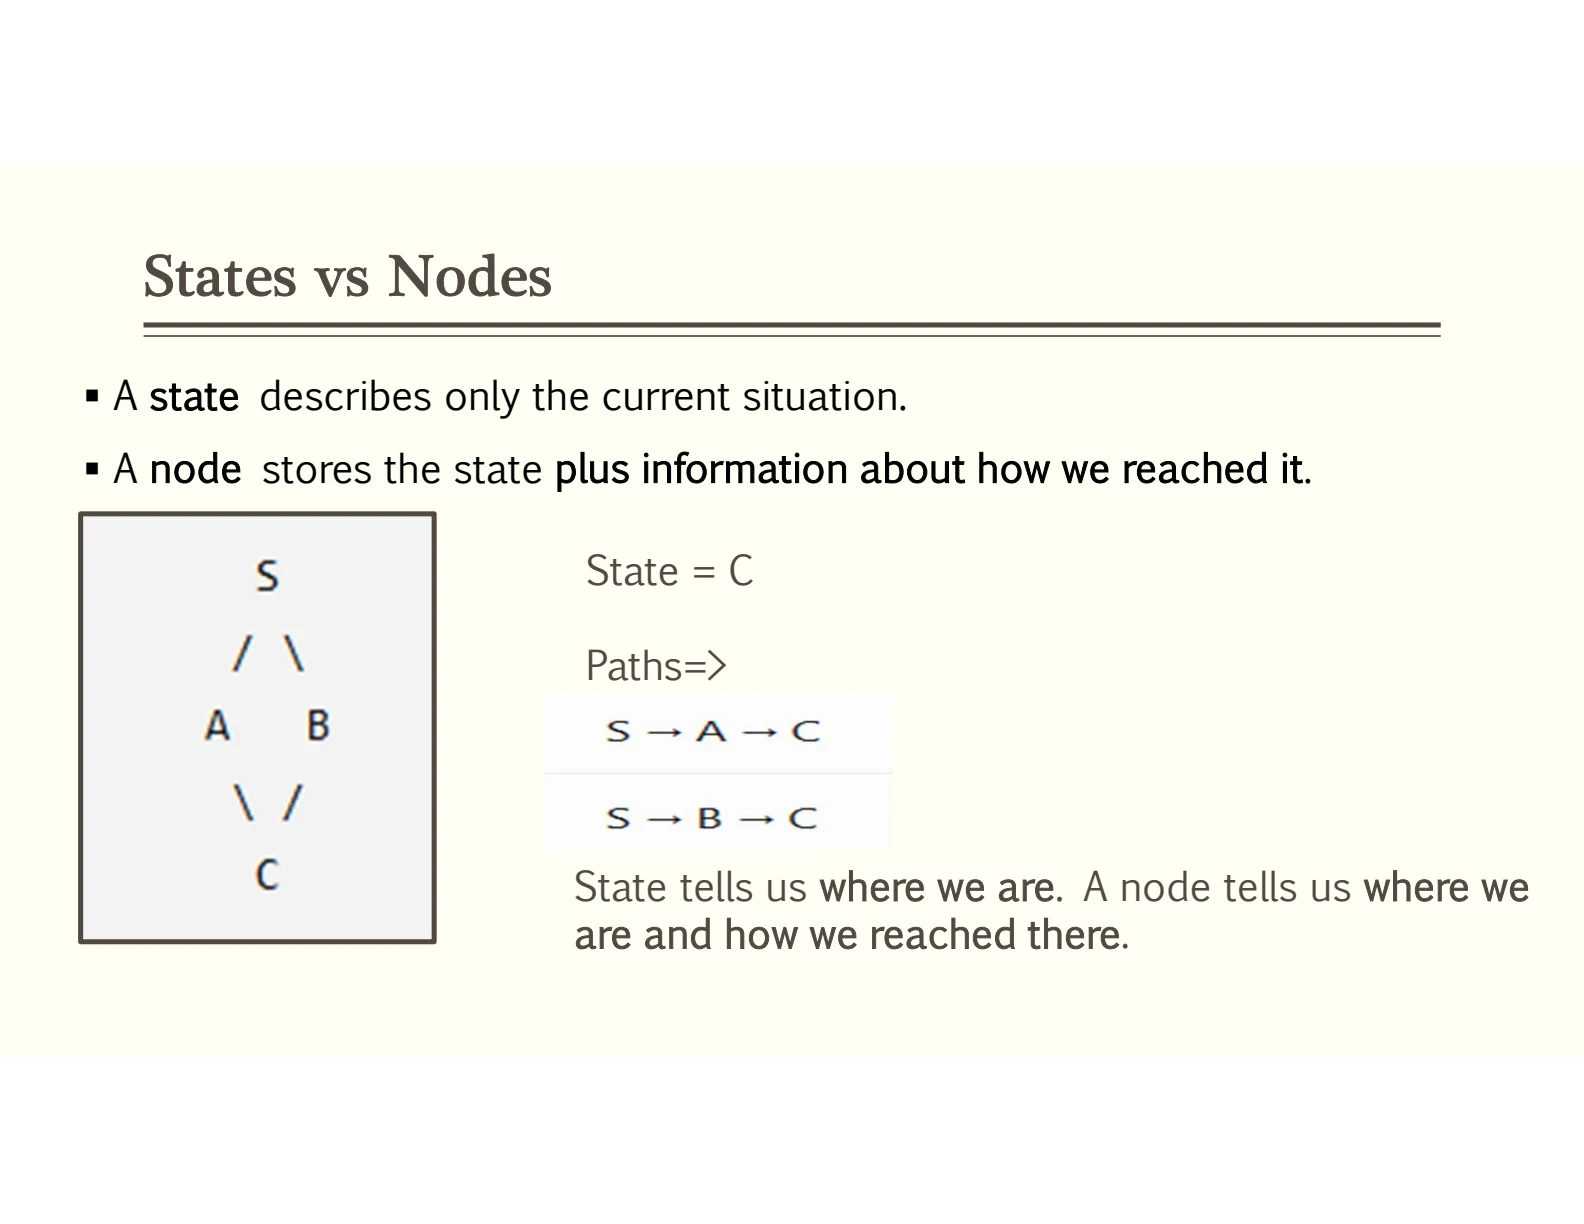 States vs Nodes
▪ A state describes only the current situation.
▪ A node stores the state plus information about how we reached it.
S
/ \
A B
\ /
C
State = C
Paths=>
S → A → C
S → B → C
State tells us where we are. A node tells us where we
are and how we reached there.